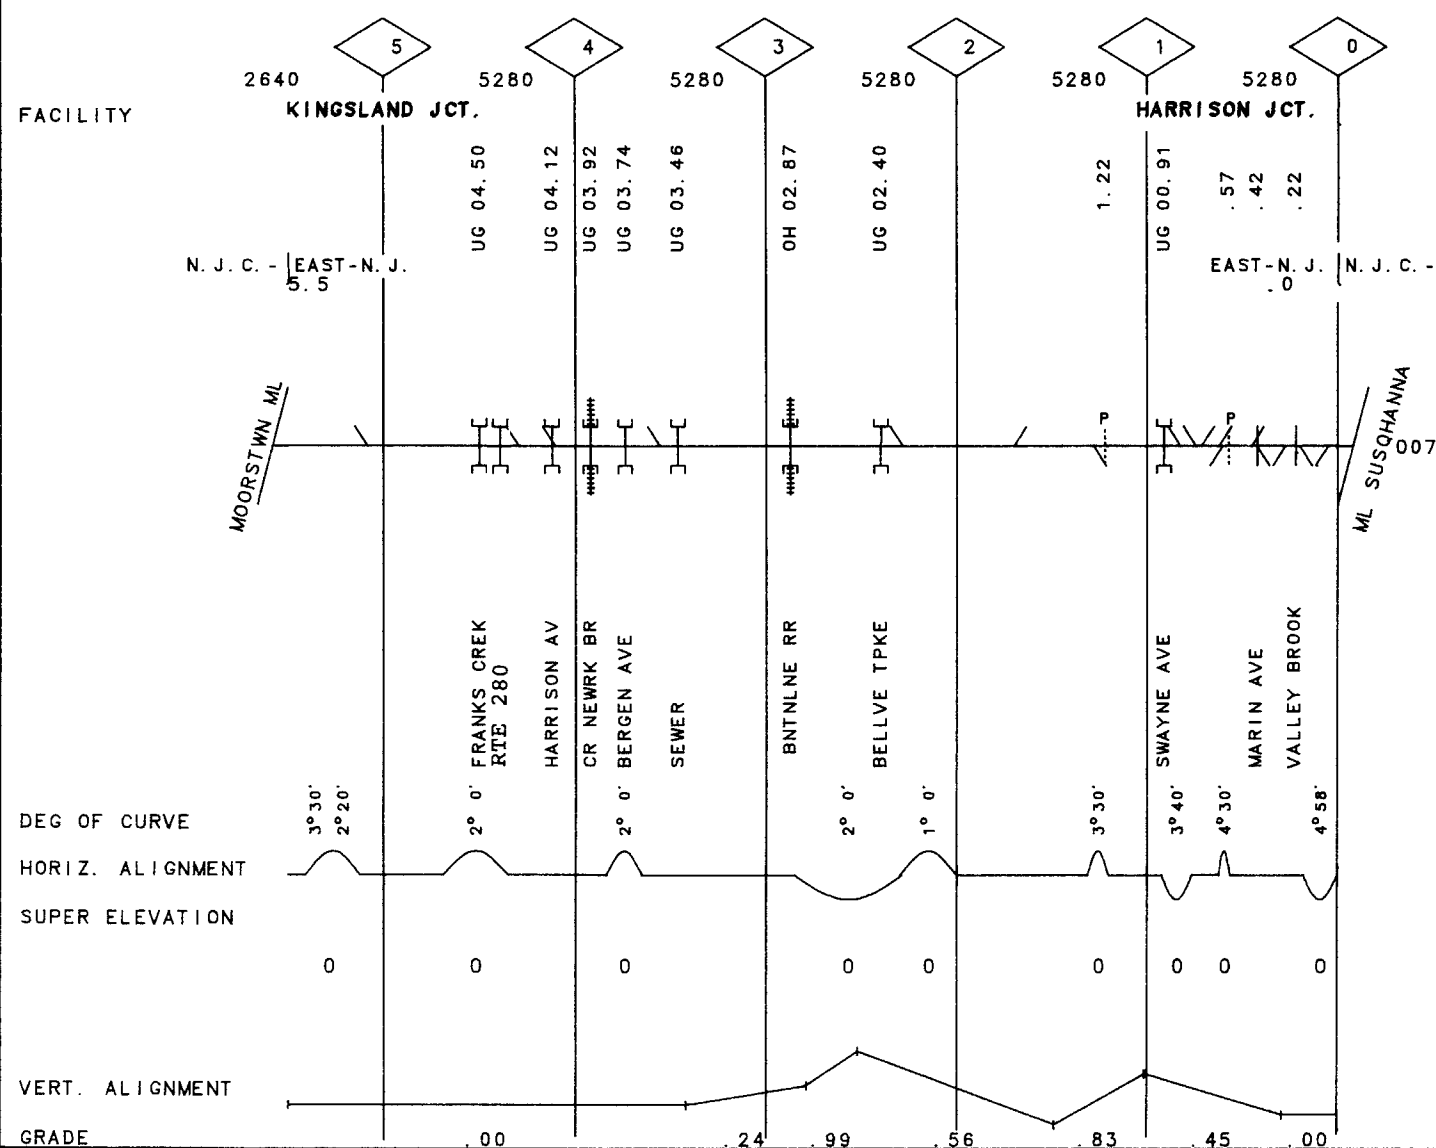 5 4 3 2 1 0
2640 5280 5280 5280 5280 5280
FACILITY KINGSLAND JCT. HARRISON JCT.
UG 04.50
UG 04.12
UG 03.92
UG 03.74
UG 03.46
OH 02.87
UG 02.40
1.22
UG 00.91
.57
.42
.22
N.J.C.- EAST-N.J. EAST-N.J. N.J.C.-
5.5 .0
MOORSTWN ML
P P
ML SUSQHANNA
007
FRANKS CREK
RTE 280
HARRISON AV
CR NEWRK BR
BERGEN AVE
SEWER
BNTNLNE RR
BELLVE TPKE
SWAYNE AVE
MARIN AVE
VALLEY BROOK
DEG OF CURVE 3°30' 2°20' 2° 0' 2° 0' 2° 0' 1° 0' 3°30' 3°40' 4°30' 4°58'
HORIZ. ALIGNMENT
SUPER ELEVATION
0 0 0 0 0 0 0 0 0
VERT. ALIGNMENT
GRADE .00 .24 .99 .56 .83 .45 .00